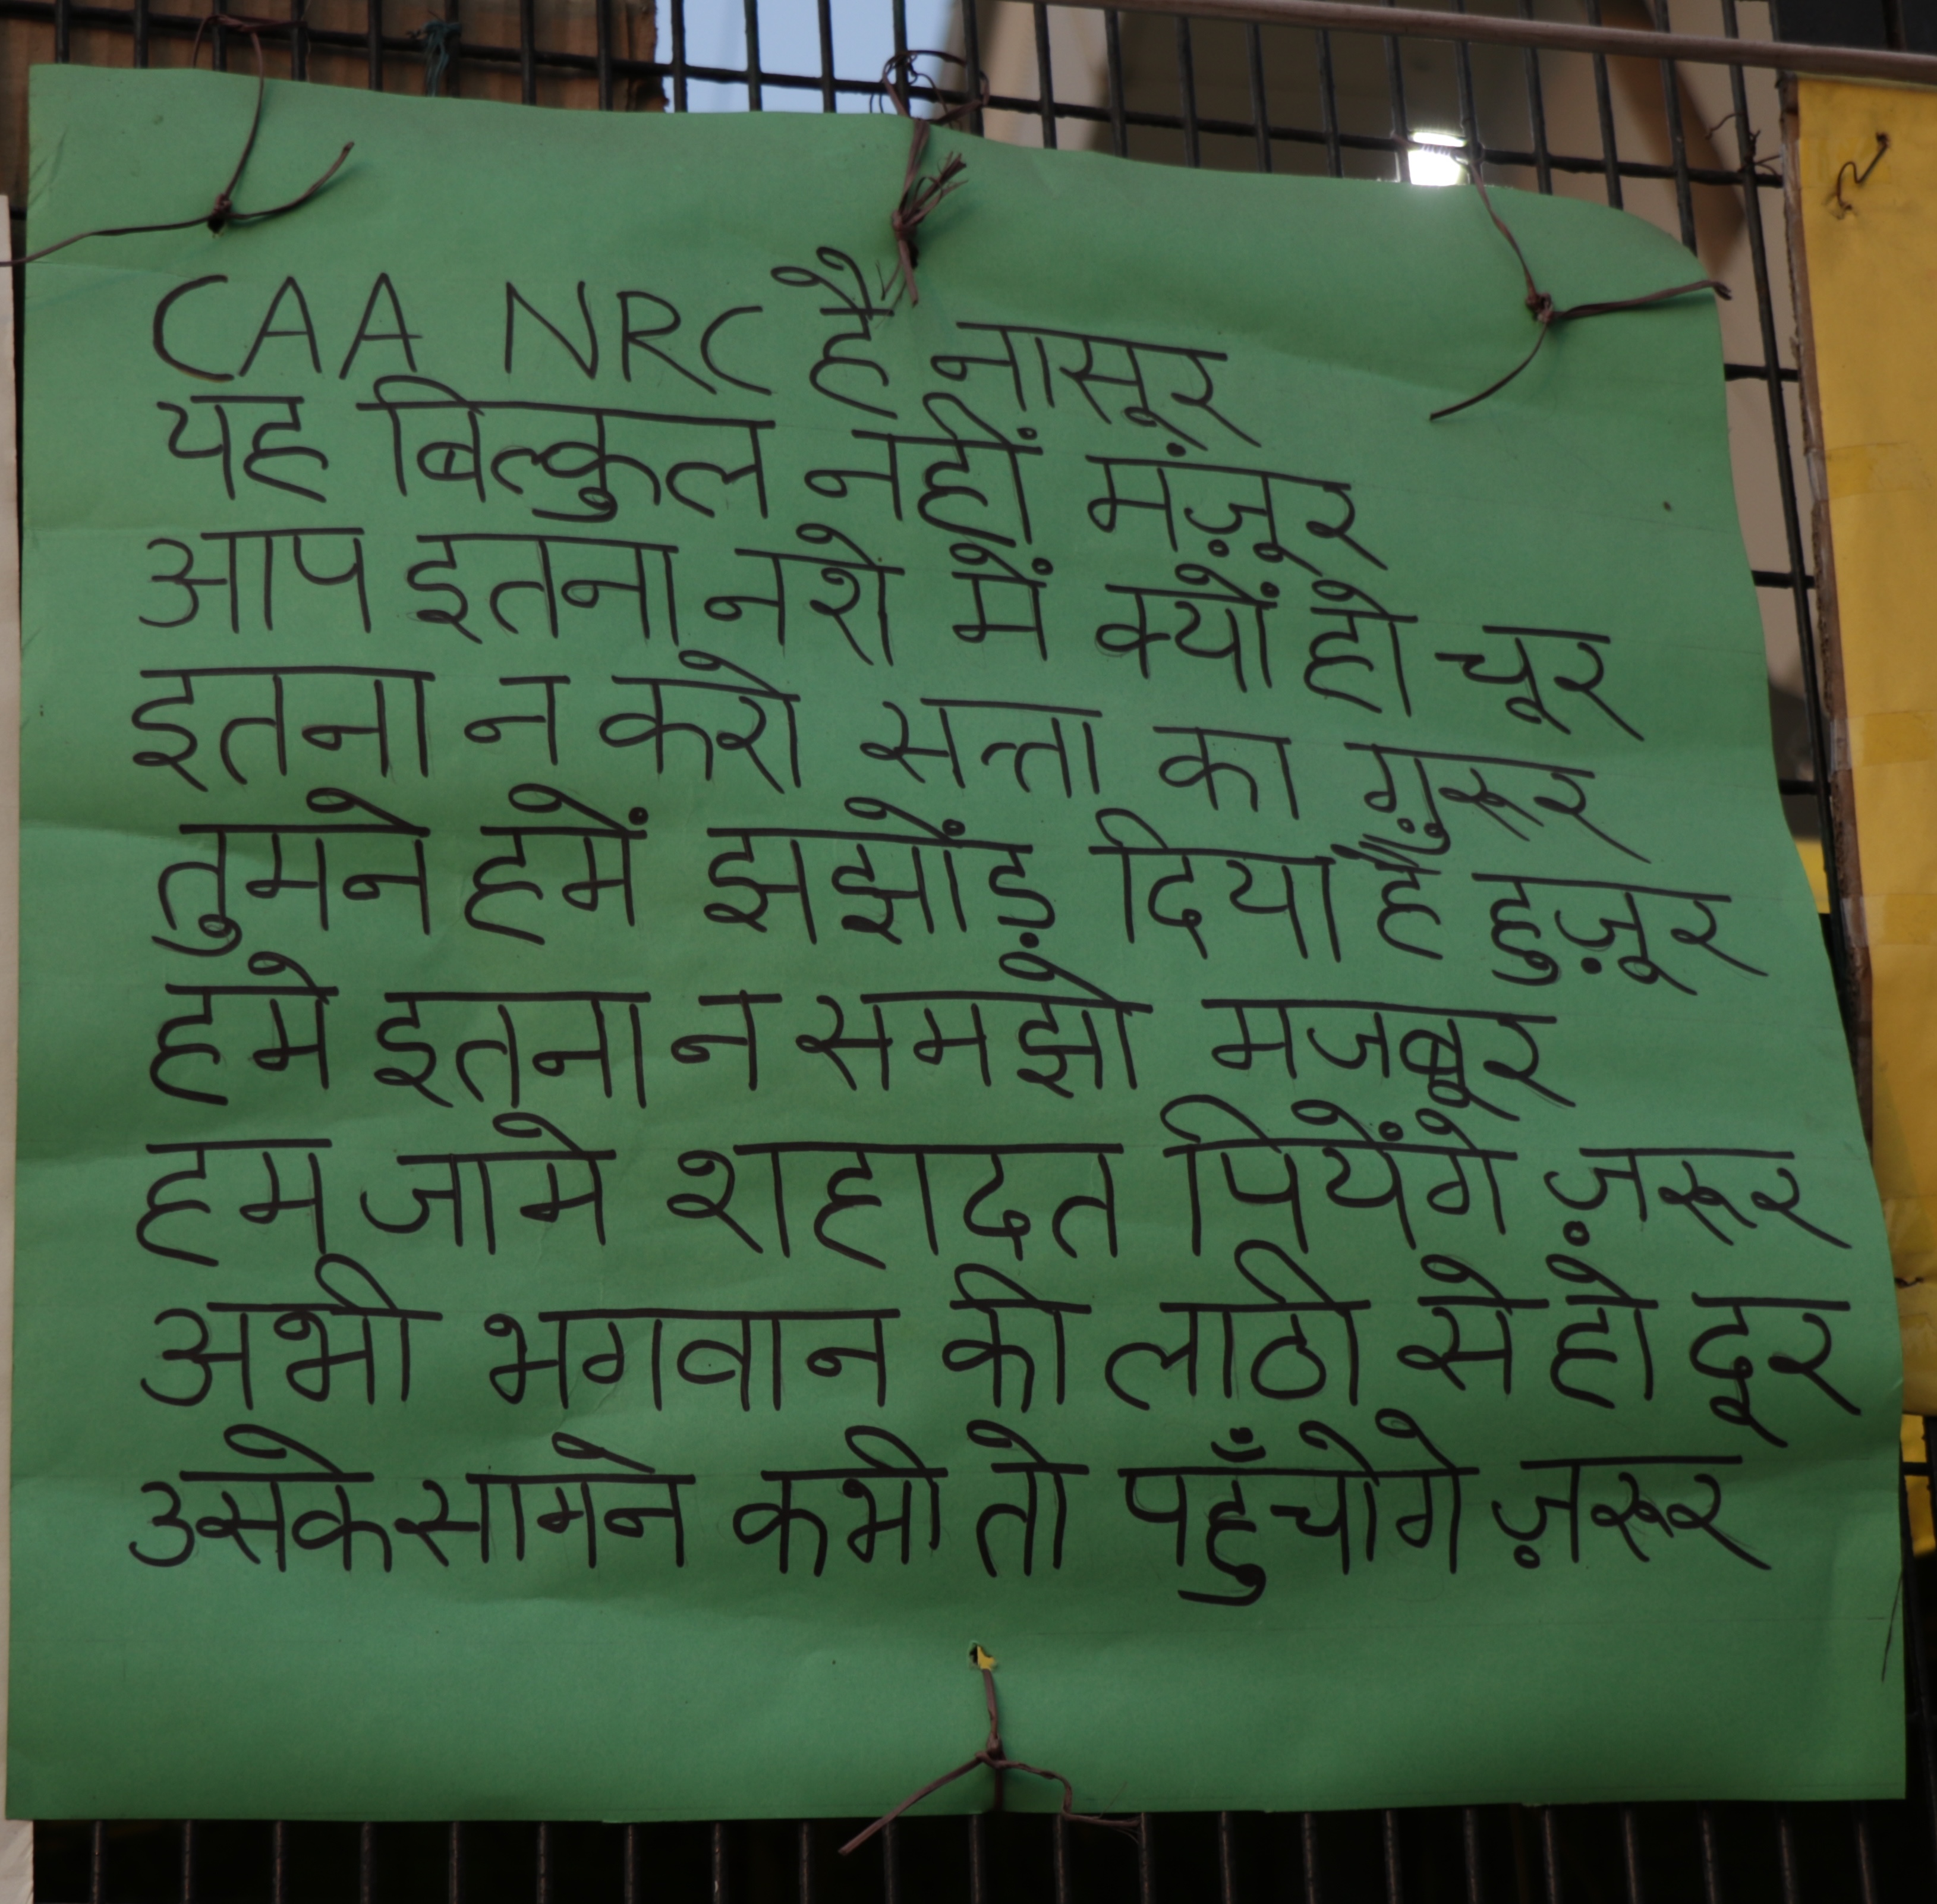 CAA NRC है नासूर
यह बिल्कुल नहीं मंज़ूर
आप इतना नशे में क्यों हो चूर
इतना न करो सत्ता का ग़ुरूर
तुमने हमें झझोंड़ दिया है हुज़ूर
हमे इतना न समझो मजबूर
हम जामे शहादत पियेंगे ज़रूर
अभी भगवान की लाठी से हो दूर
उसके सामने कभी तो पहुँचोगे ज़रूर